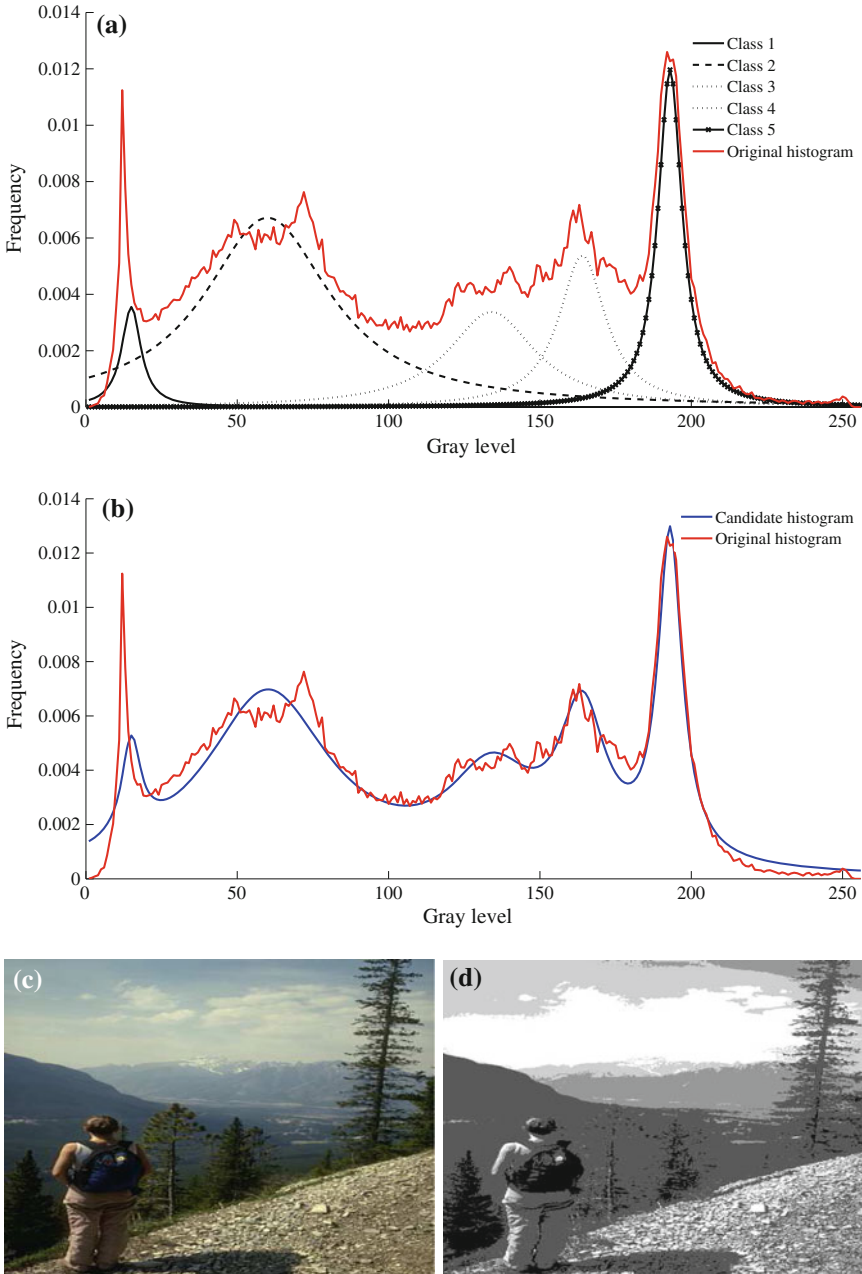 (a)
Class 1
Class 2
Class 3
Class 4
Class 5
Original histogram
Frequency
0.014
0.012
0.01
0.008
0.006
0.004
0.002
0
0
50
100
150
200
250
Gray level
(b)
Candidate histogram
Original histogram
Frequency
0.014
0.012
0.01
0.008
0.006
0.004
0.002
0
0
50
100
150
200
250
Gray level
(c)
(d)